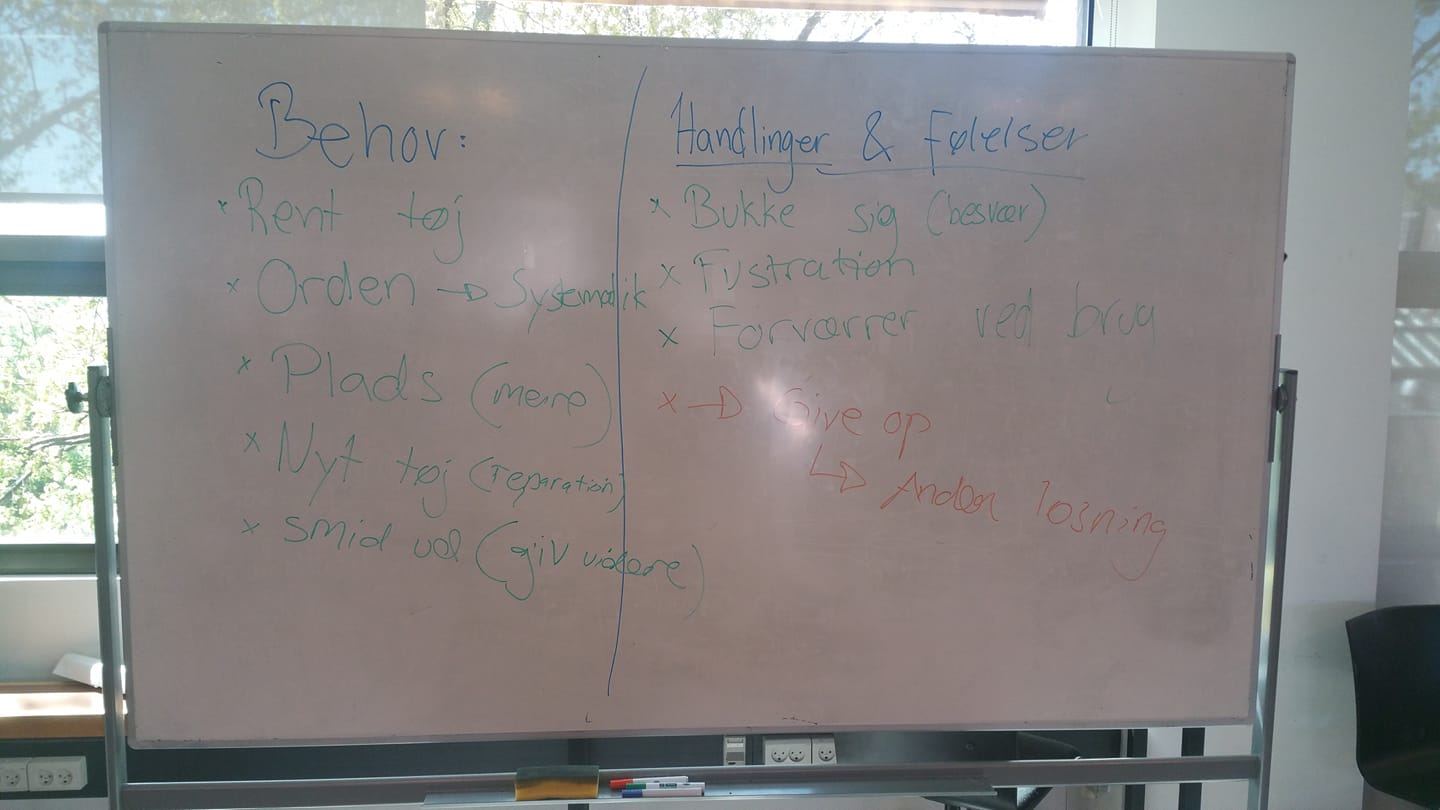 Behov:
× Rent tøj
× Orden → Systematik
× Plads (mere)
× Nyt tøj (reparation)
× smid ud (giv videre)
Handlinger & Følelser
× Bukke sig (besvær)
× Fustration
× Forværrer ved brug
× → Give op
↳ Anden løsning